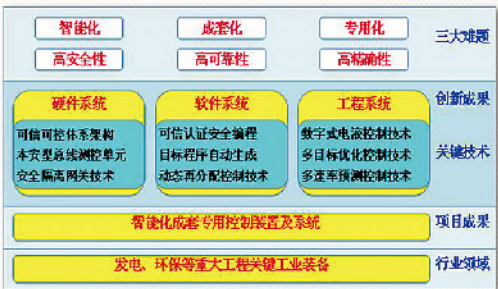 智能化 成套化 专用化
三大难题
高安全性 高可靠性 高精确性
硬件系统 软件系统 工程系统
创新成果
可信可控体系架构 可信认证安全编程 数字式电液控制技术
关键技术
本安型总线测控单元 目标程序自动生成 多目标优化控制技术
安全隔离网关技术 动态再分配控制技术 多速率预测控制技术
智能化成套专用控制装置及系统
项目成果
发电、环保等重大工程关键工业装备
行业领域